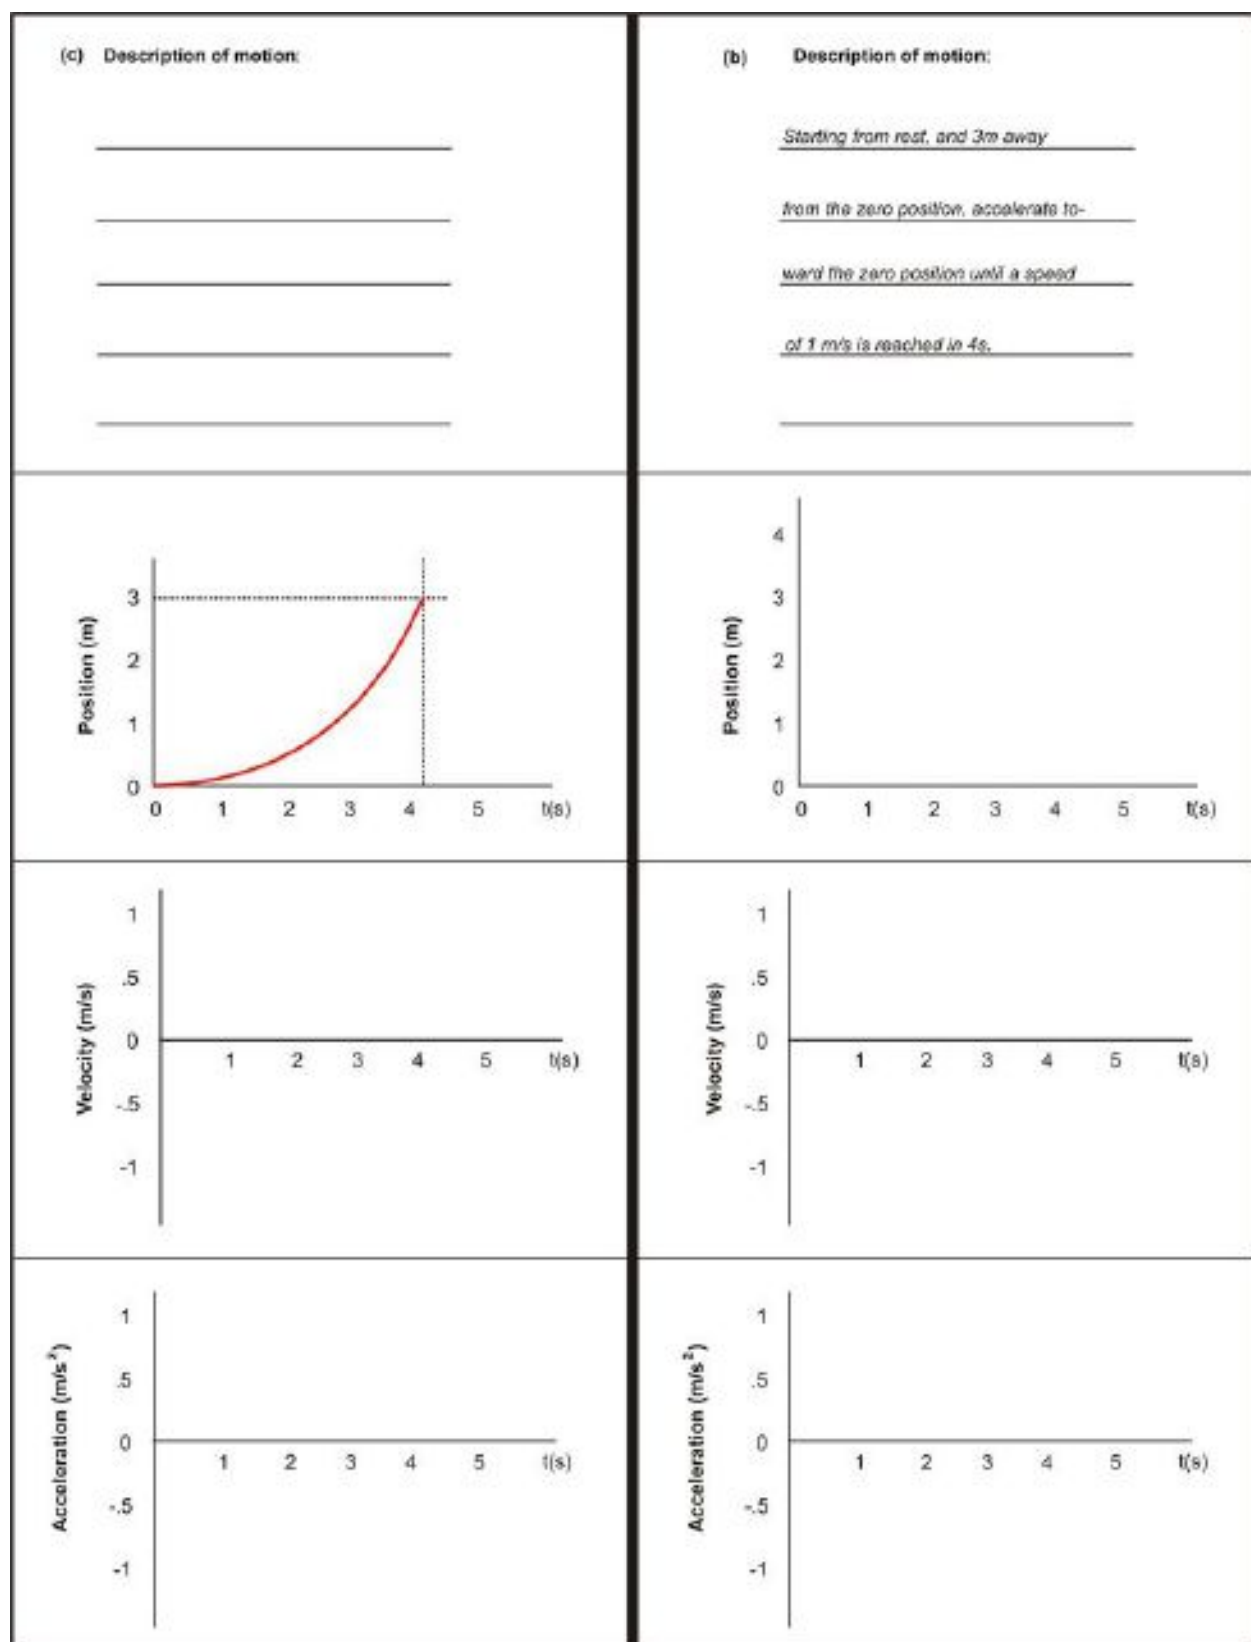 (c) Description of motion:
3
2
1
0
Position (m)
0 1 2 3 4 5 t(s)
1
.5
0
-.5
-1
Velocity (m/s)
1 2 3 4 5 t(s)
1
.5
0
-.5
-1
Acceleration (m/s²)
1 2 3 4 5 t(s)
(b) Description of motion:
Starting from rest, and 3m away
from the zero position, accelerate to-
ward the zero position until a speed
of 1 m/s is reached in 4s.
4
3
2
1
0
Position (m)
0 1 2 3 4 5 t(s)
1
.5
0
-.5
-1
Velocity (m/s)
1 2 3 4 5 t(s)
1
.5
0
-.5
-1
Acceleration (m/s²)
1 2 3 4 5 t(s)